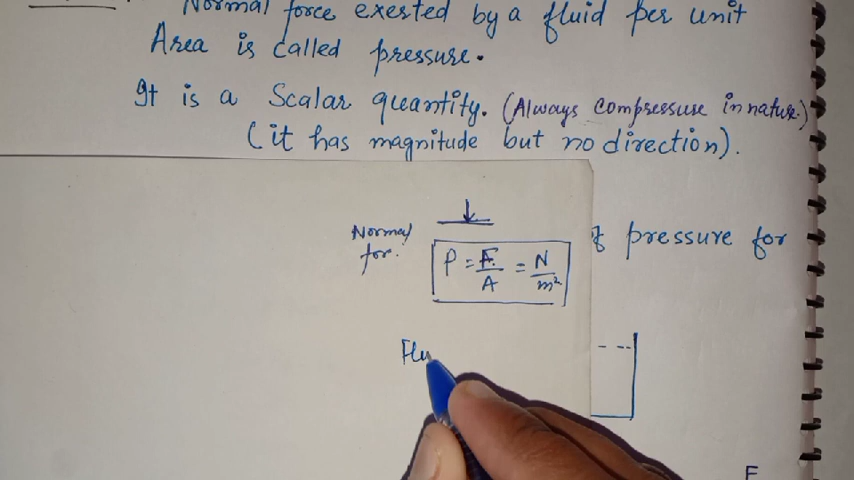 Normal force exerted by a fluid per unit
Area is called pressure.
It is a Scalar quantity. (Always compressure in nature)
(it has magnitude but no direction).
of pressure for
Normal
for.
P = F/A = N/m²
Flu
F